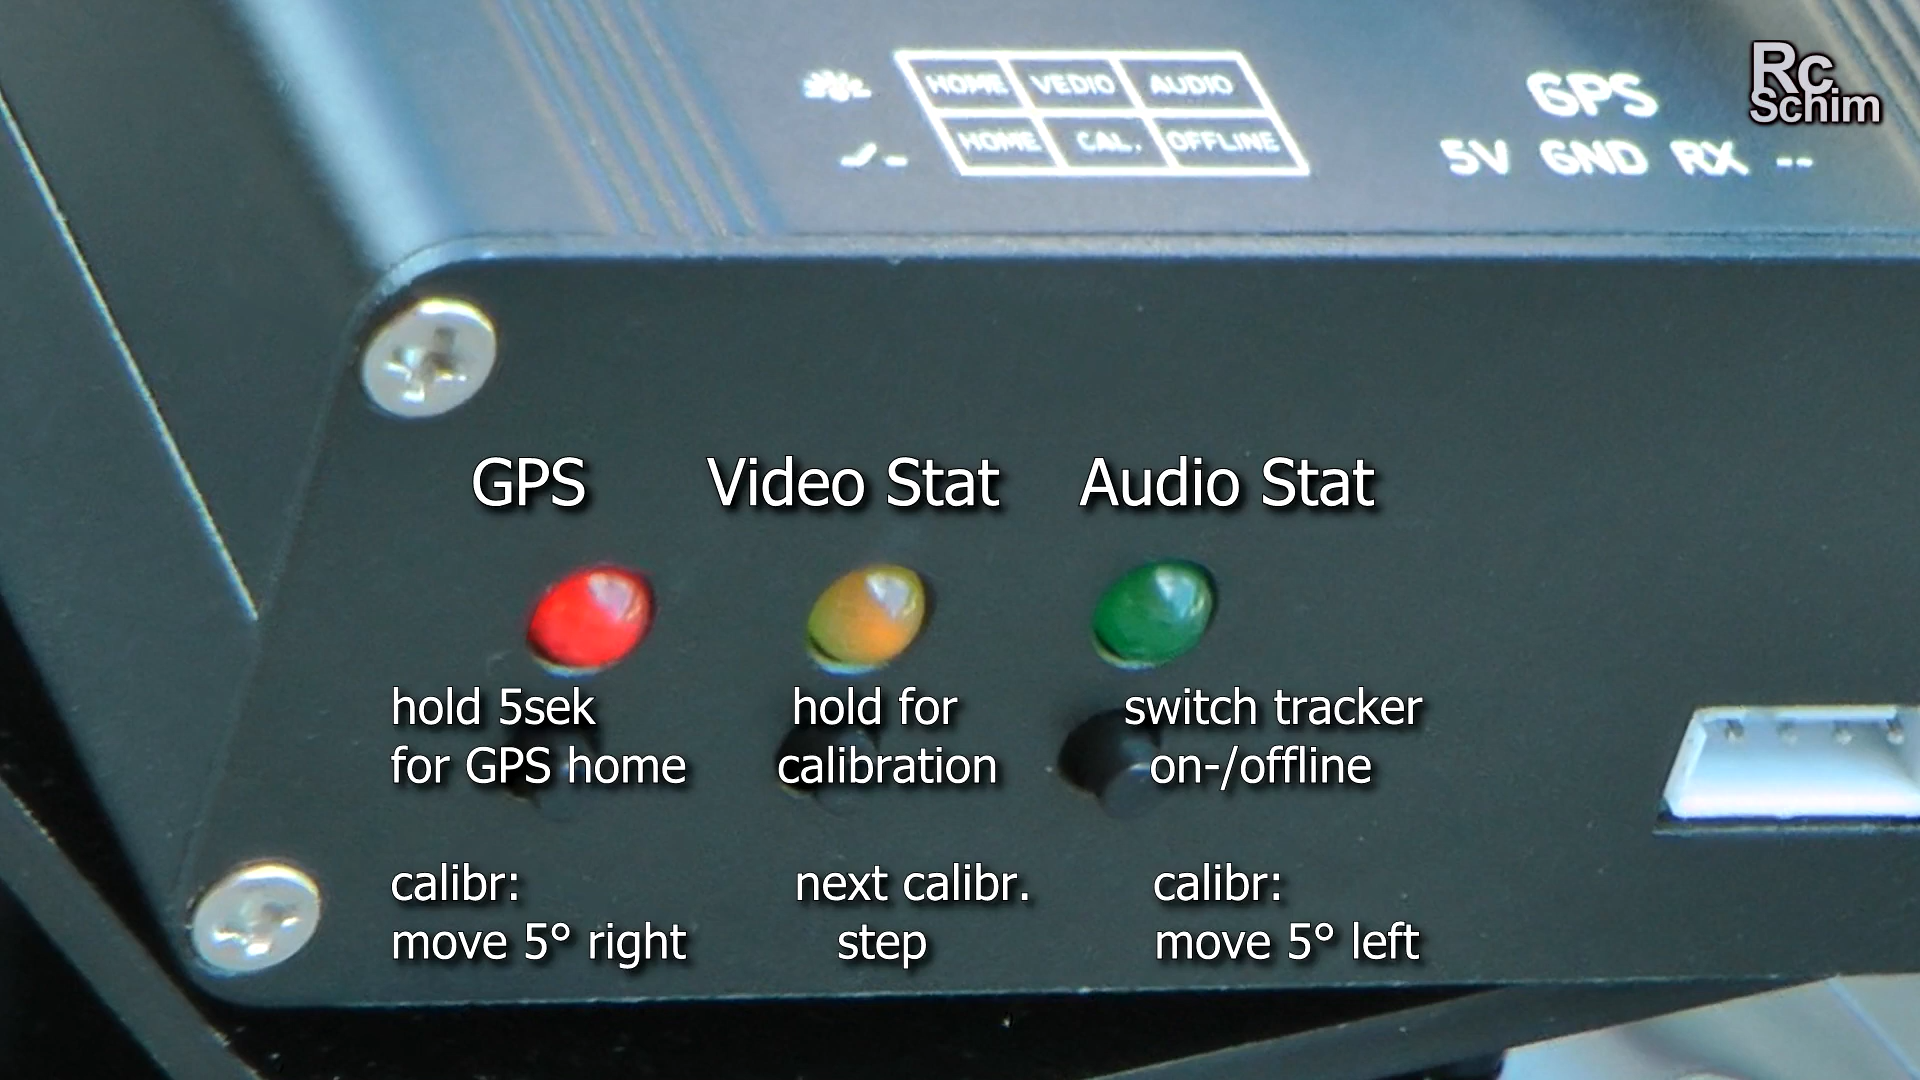 HOME VEDIO AUDIO
HOME CAL. OFFLINE
GPS
5V GND RX --
Rc
Schim
GPS Video Stat Audio Stat
hold 5sek
for GPS home
hold for
calibration
switch tracker
on-/offline
calibr:
move 5° right
next calibr.
step
calibr:
move 5° left